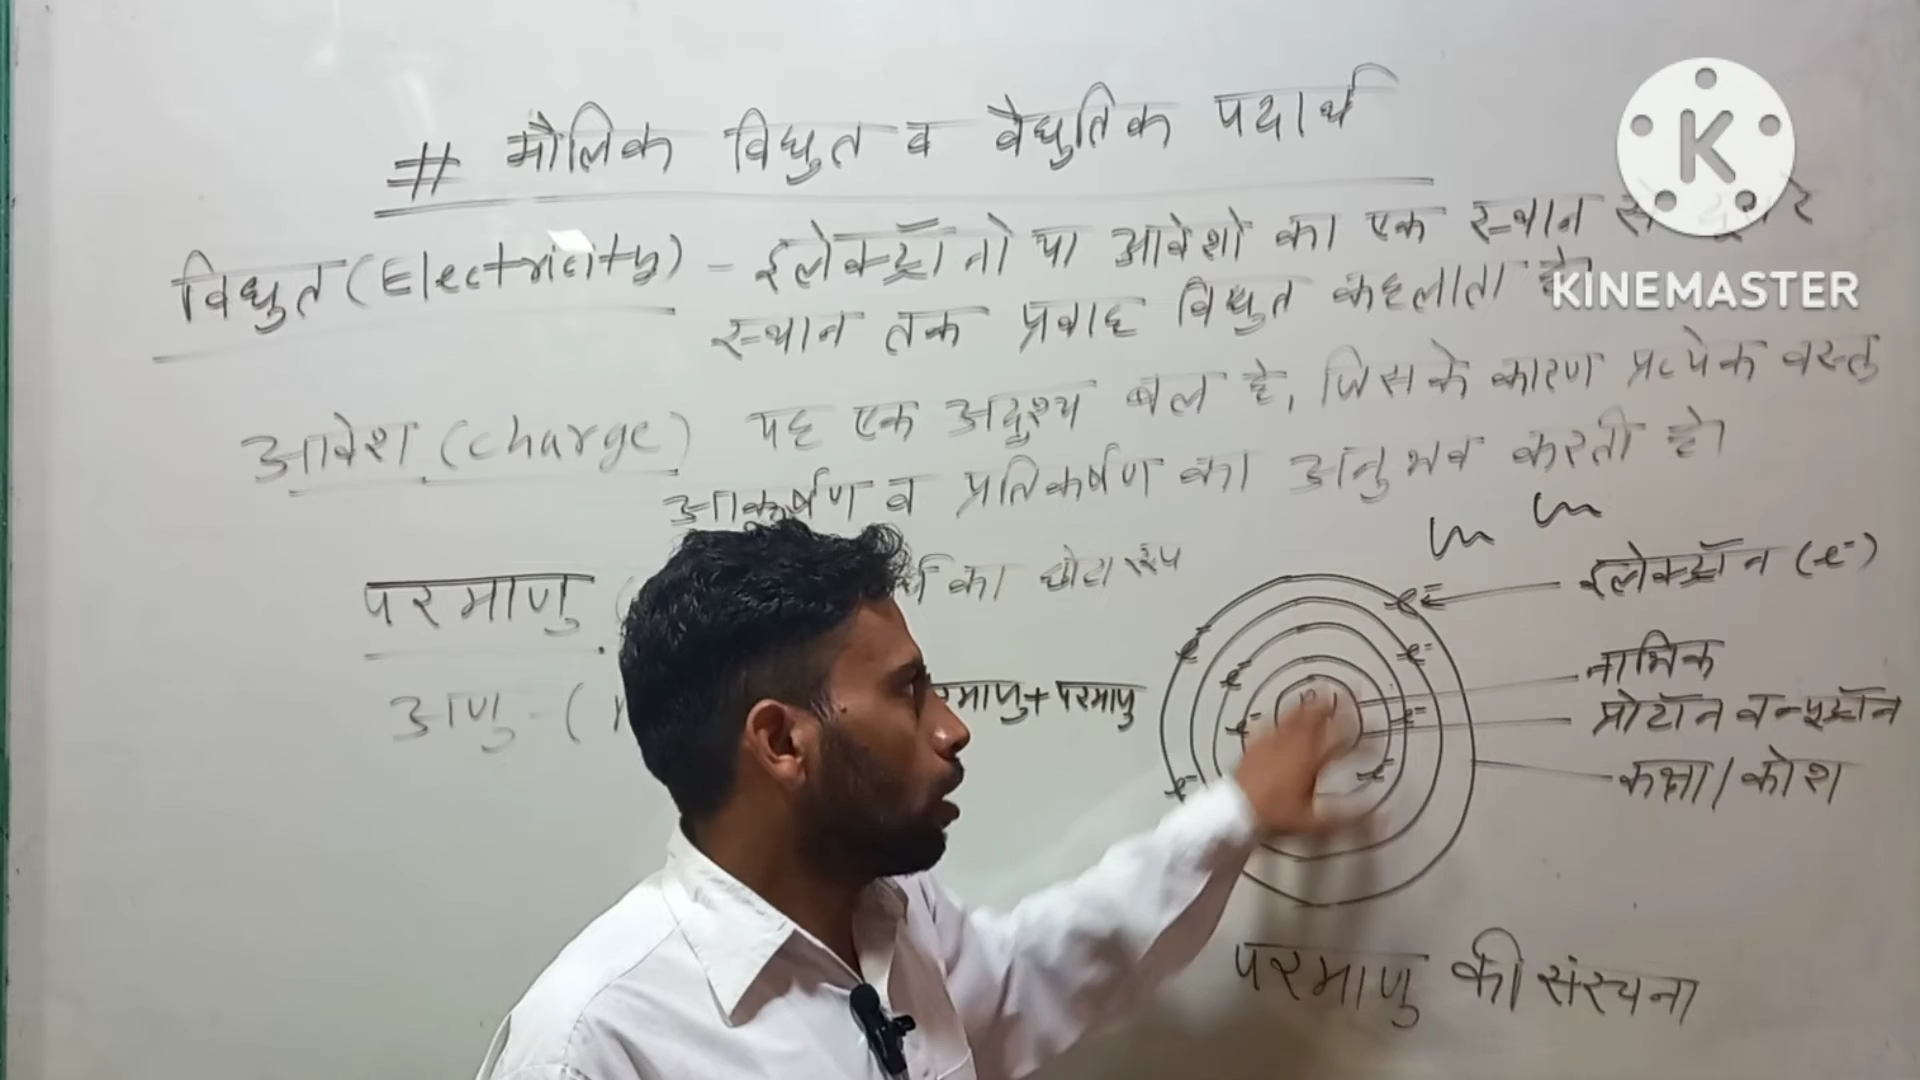 # मौलिक विधुत व वैधुतिक पदार्थ
विधुत (Electricity) - इलेक्ट्रॉनो या आवेशो का एक स्थान से
स्थान तक प्रवाह विधुत कहलाता है।
आवेश (charge) यह एक अदृश्य बल है, जिसके कारण प्रत्येक वस्तु
आकर्षण व प्रतिकर्षण का अनुभव करती है।
परमाणु ( का छोटा रूप
अणु - ( परमाणु + परमाणु
इलेक्ट्रॉन (e-)
नाभिक
प्रोटॉन व न्यूट्रॉन
कक्षा / कोश
e-
e-
e-
e-
e-
e-
e-
e-
परमाणु की संरचना
K
KINEMASTER